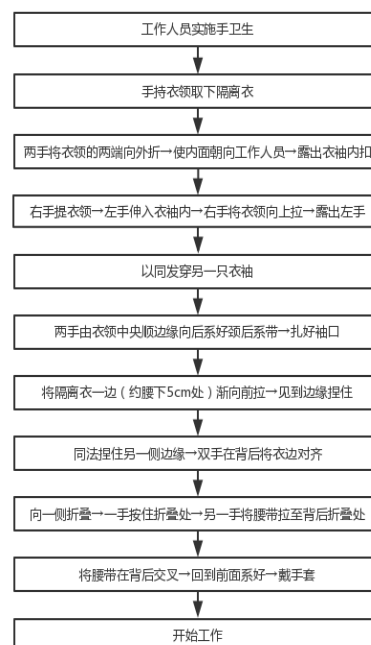 工作人员实施手卫生
手持衣领取下隔离衣
两手将衣领的两端向外折→使内面朝向工作人员→露出衣袖内扣
右手提衣领→左手伸入衣袖内→右手将衣领向上拉→露出左手
以同发穿另一只衣袖
两手由衣领中央顺边缘向后系好颈后系带→扎好袖口
将隔离衣一边（约腰下5cm处）渐向前拉→见到边缘捏住
同法捏住另一侧边缘→双手在背后将衣边对齐
向一侧折叠→一手按住折叠处→另一手将腰带拉至背后折叠处
将腰带在背后交叉→回到前面系好→戴手套
开始工作